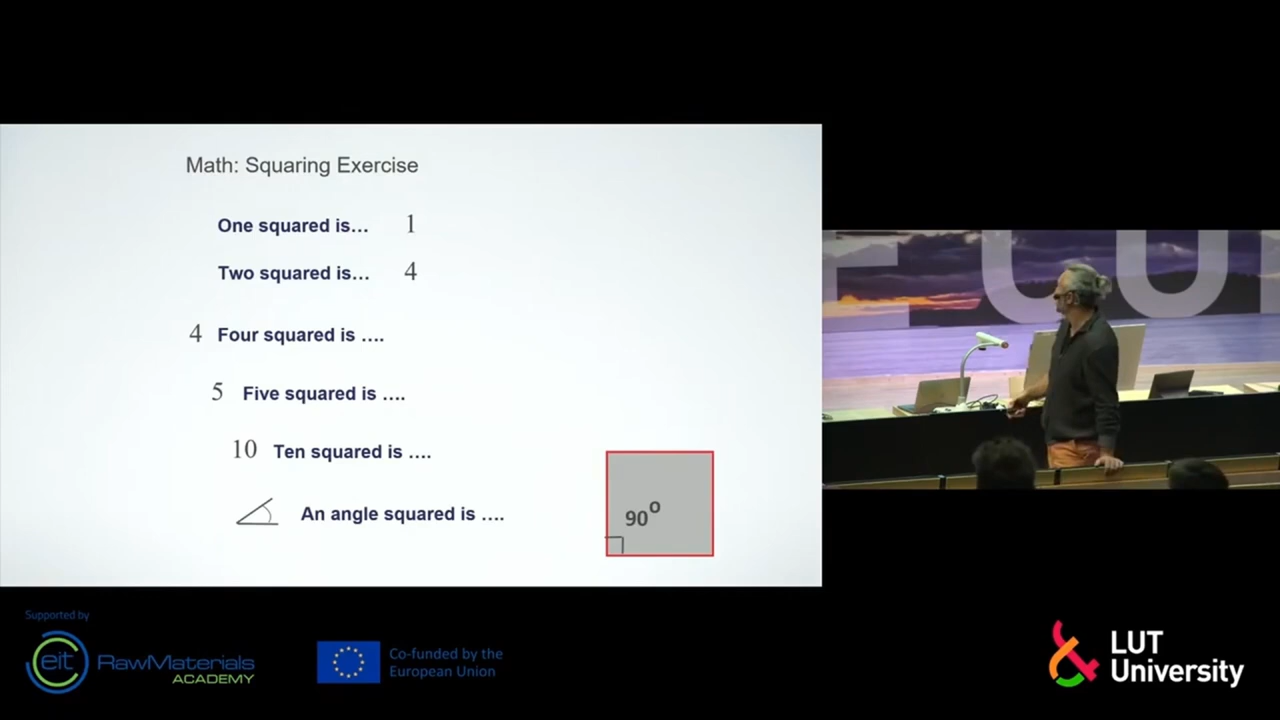 Math: Squaring Exercise
One squared is… 1
Two squared is… 4
4 Four squared is ….
5 Five squared is ….
10 Ten squared is ….
An angle squared is ….
90°
Supported by
eit RawMaterials
ACADEMY
Co-funded by the
European Union
LUT
University